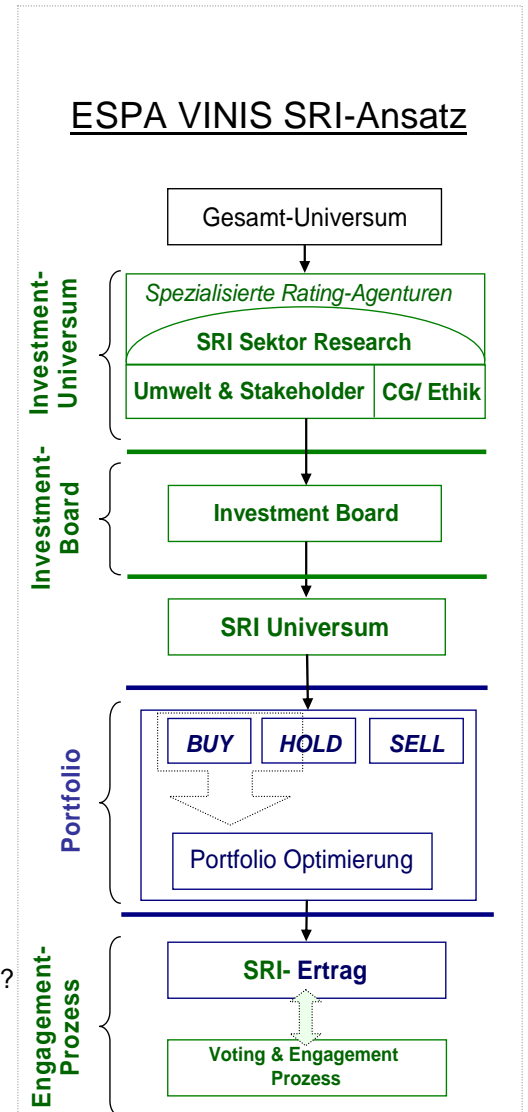 ESPA VINIS SRI-Ansatz
Gesamt-Universum
Investment-
Universum
Spezialisierte Rating-Agenturen
SRI Sektor Research
Umwelt & Stakeholder
CG/ Ethik
Investment-
Board
Investment Board
SRI Universum
Portfolio
BUY
HOLD
SELL
Portfolio Optimierung
?
Engagement-
Prozess
SRI- Ertrag
Voting & Engagement
Prozess